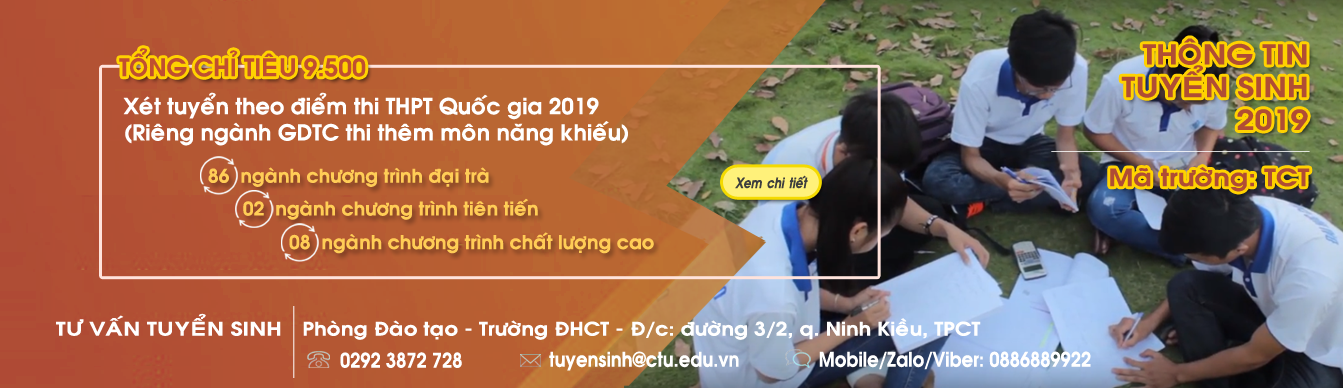 TỔNG CHỈ TIÊU 9.500
Xét tuyển theo điểm thi THPT Quốc gia 2019
(Riêng ngành GDTC thi thêm môn năng khiếu)
86 ngành chương trình đại trà
02 ngành chương trình tiên tiến
08 ngành chương trình chất lượng cao
Xem chi tiết
THÔNG TIN
TUYỂN SINH
2019
Mã trường: TCT
TƯ VẤN TUYỂN SINH
Phòng Đào tạo - Trường ĐHCT - Đ/c: đường 3/2, q. Ninh Kiều, TPCT
0292 3872 728 tuyensinh@ctu.edu.vn Mobile/Zalo/Viber: 0886889922